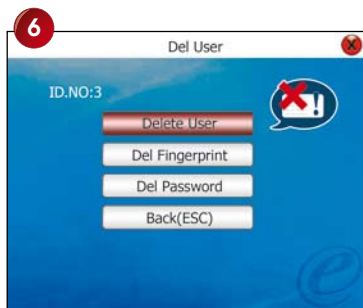 6
Del User
X
ID.NO:3
!
Delete User
Del Fingerprint
Del Password
Back(ESC)
e